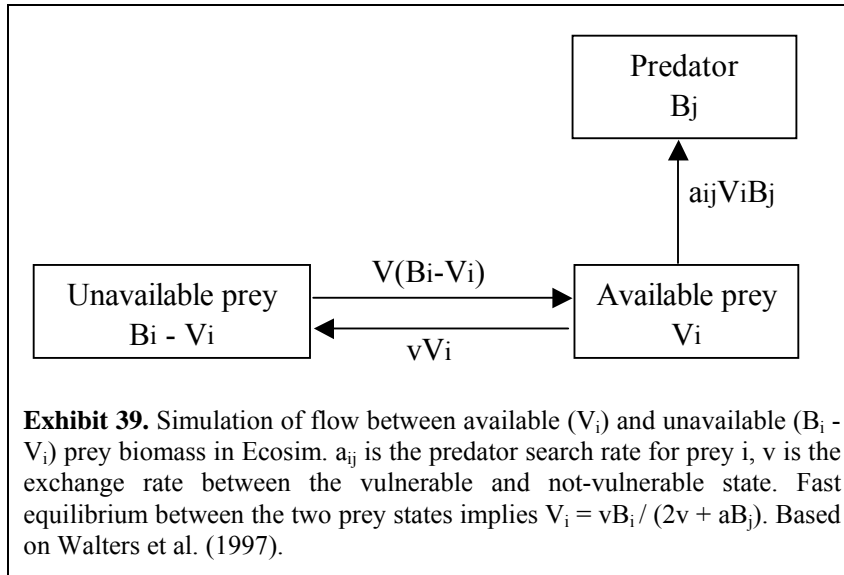 Predator
Bj
aijViBj
V(Bi-Vi)
Unavailable prey
Bi - Vi
Available prey
Vi
vVi
Exhibit 39. Simulation of flow between available (Vi) and unavailable (Bi -
Vi) prey biomass in Ecosim. aij is the predator search rate for prey i, v is the
exchange rate between the vulnerable and not-vulnerable state. Fast
equilibrium between the two prey states implies Vi = vBi / (2v + aBj). Based
on Walters et al. (1997).